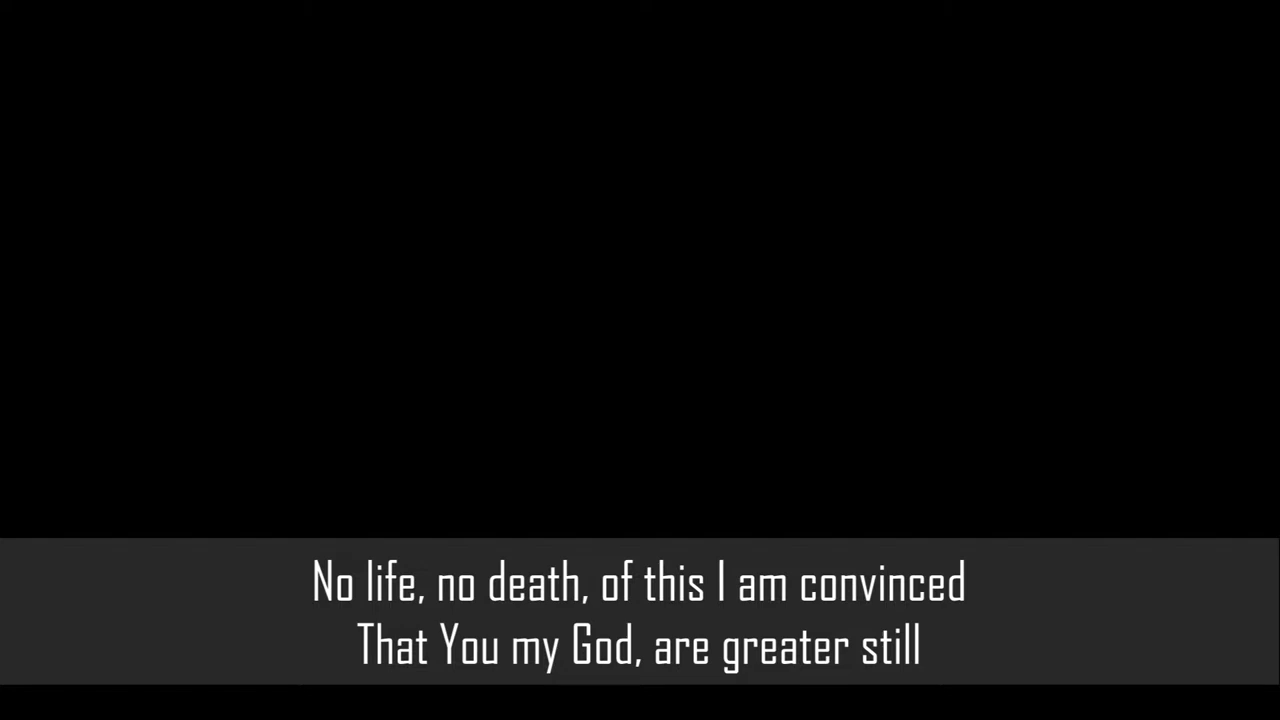 No life, no death, of this I am convinced
That You my God, are greater still